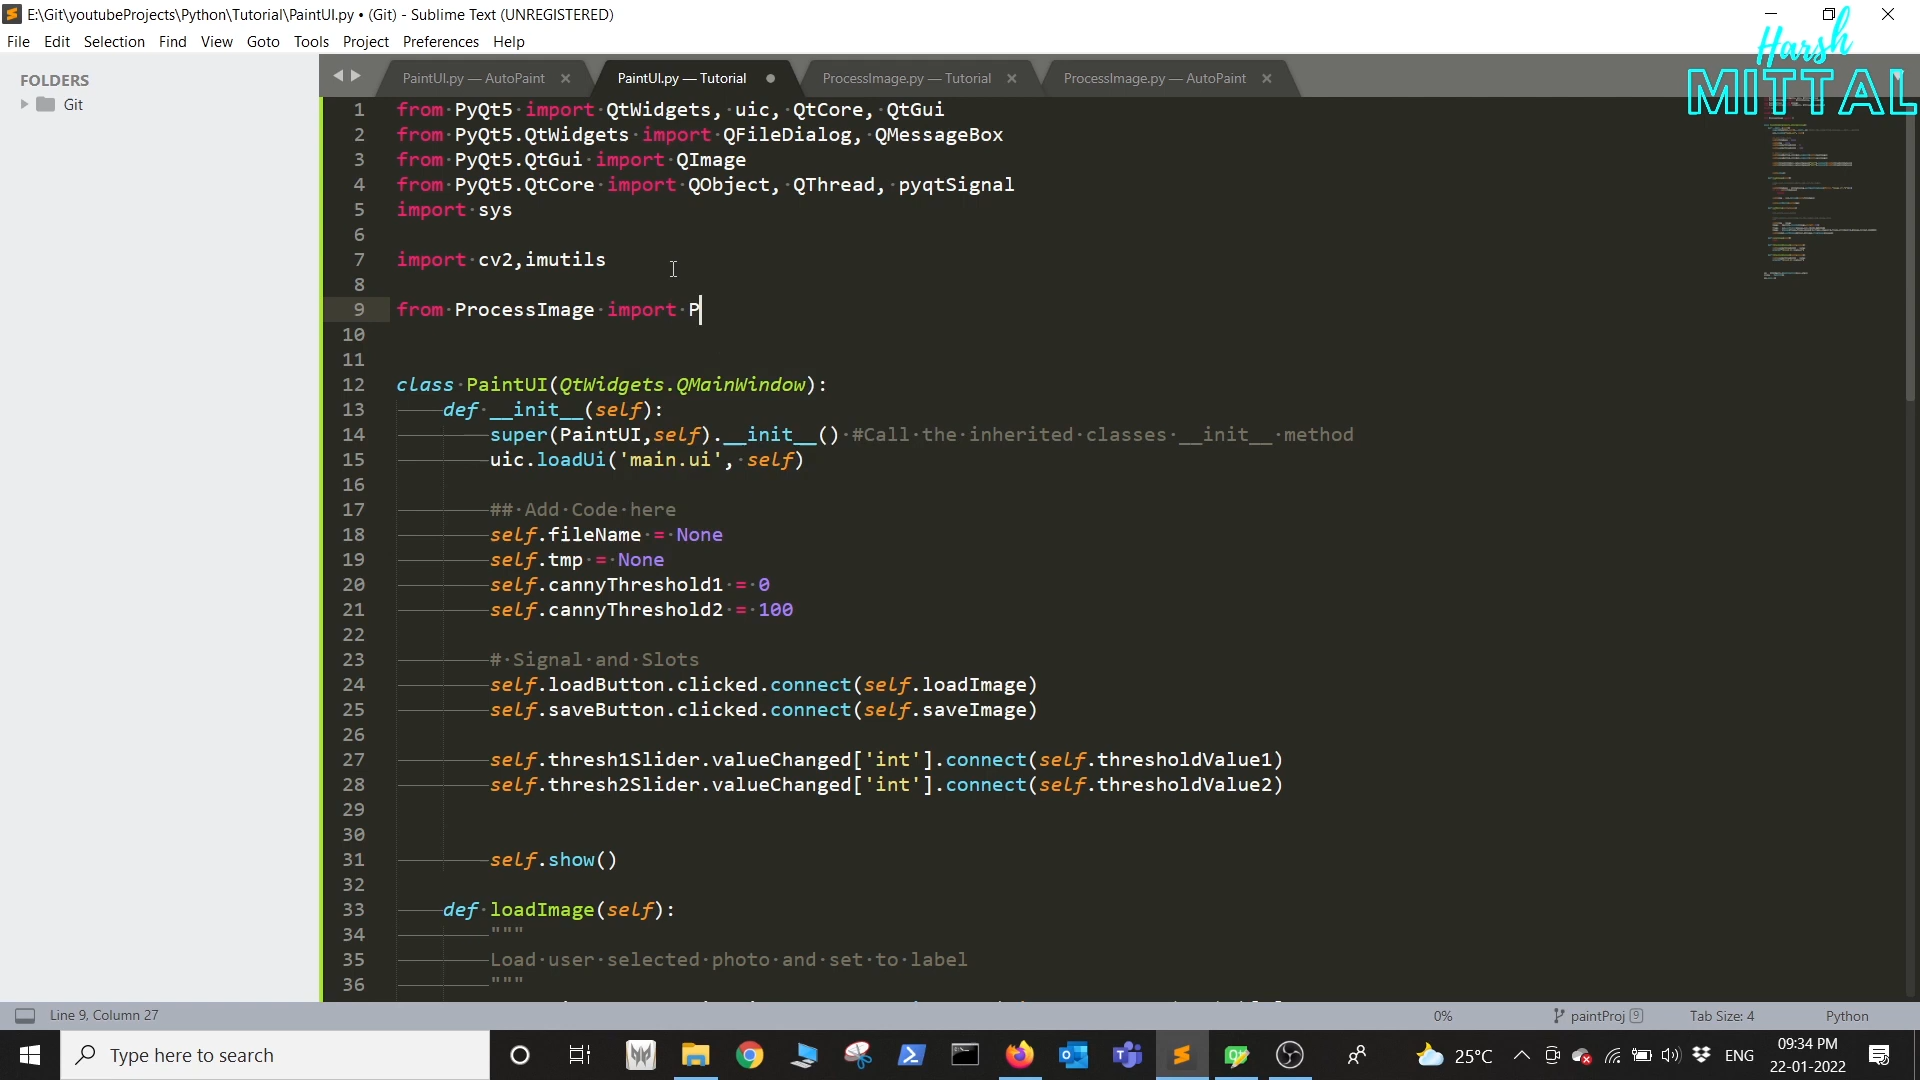 E:\Git\youtubeProjects\Python\Tutorial\PaintUI.py • (Git) - Sublime Text (UNREGISTERED)
File Edit Selection Find View Goto Tools Project Preferences Help
Harsh
MITTAL
FOLDERS
Git
PaintUI.py — AutoPaint
PaintUI.py — Tutorial
ProcessImage.py — Tutorial
ProcessImage.py — AutoPaint
1 from PyQt5 import QtWidgets, uic, QtCore, QtGui
2 from PyQt5.QtWidgets import QFileDialog, QMessageBox
3 from PyQt5.QtGui import QImage
4 from PyQt5.QtCore import QObject, QThread, pyqtSignal
5 import sys
6
7 import cv2,imutils
8
9 from ProcessImage import P
10
11
12 class PaintUI(QtWidgets.QMainWindow):
13 def __init__(self):
14 super(PaintUI,self).__init__() #Call the inherited classes __init__ method
15 uic.loadUi('main.ui', self)
16
17 ## Add Code here
18 self.fileName = None
19 self.tmp = None
20 self.cannyThreshold1 = 0
21 self.cannyThreshold2 = 100
22
23 # Signal and Slots
24 self.loadButton.clicked.connect(self.loadImage)
25 self.saveButton.clicked.connect(self.saveImage)
26
27 self.thresh1Slider.valueChanged['int'].connect(self.thresholdValue1)
28 self.thresh2Slider.valueChanged['int'].connect(self.thresholdValue2)
29
30
31 self.show()
32
33 def loadImage(self):
34 """
35 Load user selected photo and set to label
36 """
Line 9, Column 27
0%
paintProj 9
Tab Size: 4
Python
Type here to search
25°C
ENG
09:34 PM
22-01-2022